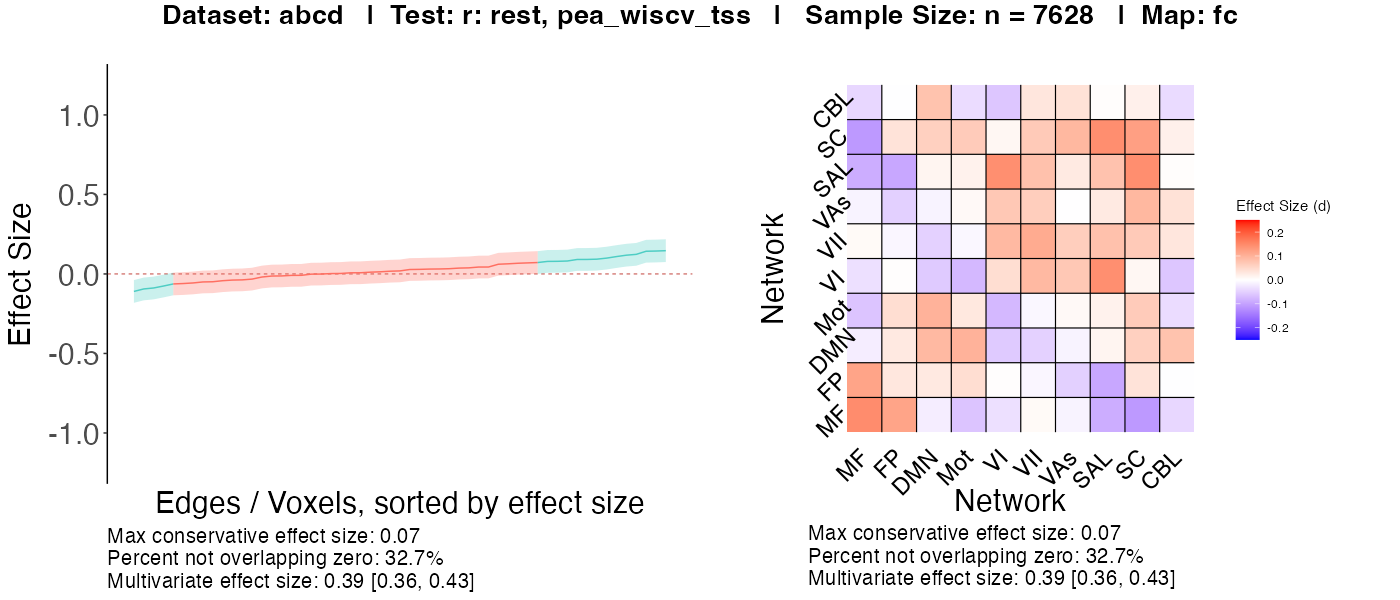 Dataset: abcd | Test: r: rest, pea_wiscv_tss | Sample Size: n = 7628 | Map: fc
Effect Size
1.0
0.5
0.0
-0.5
-1.0
Edges / Voxels, sorted by effect size
Max conservative effect size: 0.07
Percent not overlapping zero: 32.7%
Multivariate effect size: 0.39 [0.36, 0.43]
Network
CBL
SC
SAL
VAs
VII
VI
Mot
DMN
FP
MF
MF FP DMN Mot VI VII VAs SAL SC CBL
Network
Max conservative effect size: 0.07
Percent not overlapping zero: 32.7%
Multivariate effect size: 0.39 [0.36, 0.43]
Effect Size (d)
0.2
0.1
0.0
-0.1
-0.2